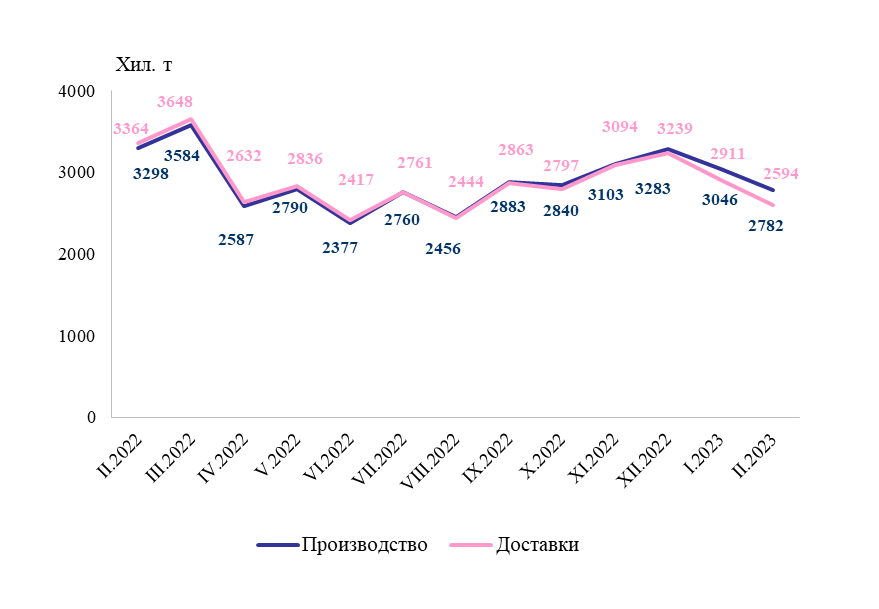 Хил. т
4000
3000
2000
1000
0
3364 3648 2632 2836 2417 2761 2444 2863 2797 3094 3239 2911 2594
3298 3584 2587 2790 2377 2760 2456 2883 2840 3103 3283 3046 2782
II.2022 III.2022 IV.2022 V.2022 VI.2022 VII.2022 VIII.2022 IX.2022 X.2022 XI.2022 XII.2022 I.2023 II.2023
Производство Доставки